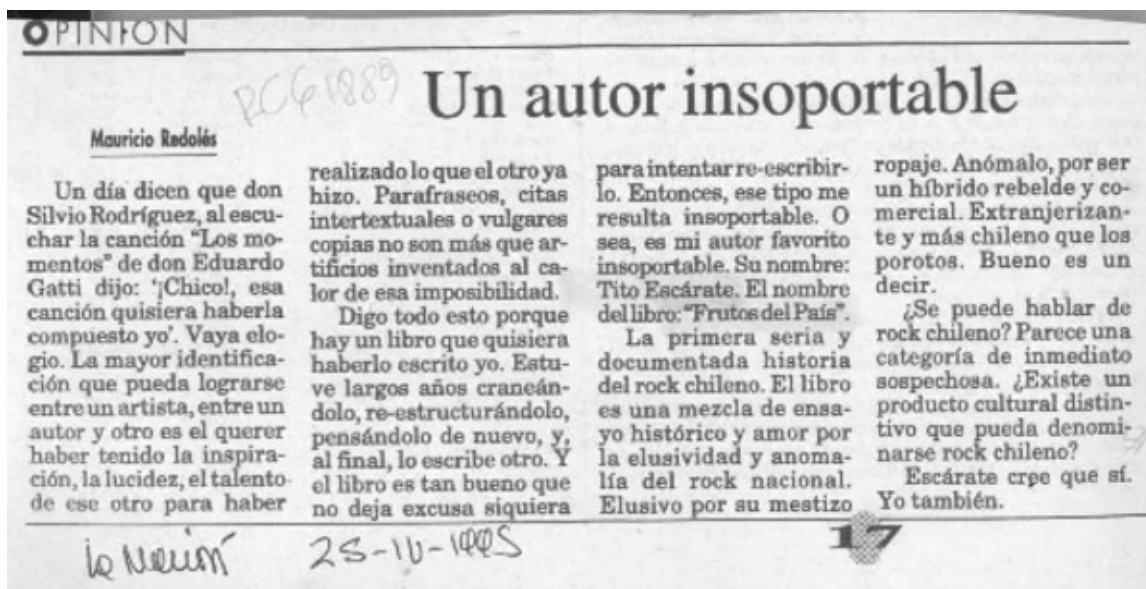 OPINION
RC61889
Un autor insoportable
Mauricio Redolés
Un día dicen que don
Silvio Rodríguez, al escu-
char la canción "Los mo-
mentos" de don Eduardo
Gatti dijo: '¡Chico!, esa
canción quisiera haberla
compuesto yo'. Vaya elo-
gio. La mayor identifica-
ción que pueda lograrse
entre un artista, entre un
autor y otro es el querer
haber tenido la inspira-
ción, la lucidez, el talento
de ese otro para haber
realizado lo que el otro ya
hizo. Parafraseos, citas
intertextuales o vulgares
copias no son más que ar-
tificios inventados al ca-
lor de esa imposibilidad.
Digo todo esto porque
hay un libro que quisiera
haberlo escrito yo. Estu-
ve largos años craneán-
dolo, re-estructurándolo,
pensándolo de nuevo, y,
al final, lo escribe otro. Y
el libro es tan bueno que
no deja excusa siquiera
para intentar re-escribir-
lo. Entonces, ese tipo me
resulta insoportable. O
sea, es mi autor favorito
insoportable. Su nombre:
Tito Escárate. El nombre
del libro: "Frutos del País".
La primera seria y
documentada historia
del rock chileno. El libro
es una mezcla de ensa-
yo histórico y amor por
la elusividad y anoma-
lía del rock nacional.
Elusivo por su mestizo
ropaje. Anómalo, por ser
un híbrido rebelde y co-
mercial. Extranjerizan-
te y más chileno que los
porotos. Bueno es un
decir.
¿Se puede hablar de
rock chileno? Parece una
categoría de inmediato
sospechosa. ¿Existe un
producto cultural distin-
tivo que pueda denomi-
narse rock chileno?
Escárate cree que sí.
Yo también.
la Nación 25-IV-1995
17